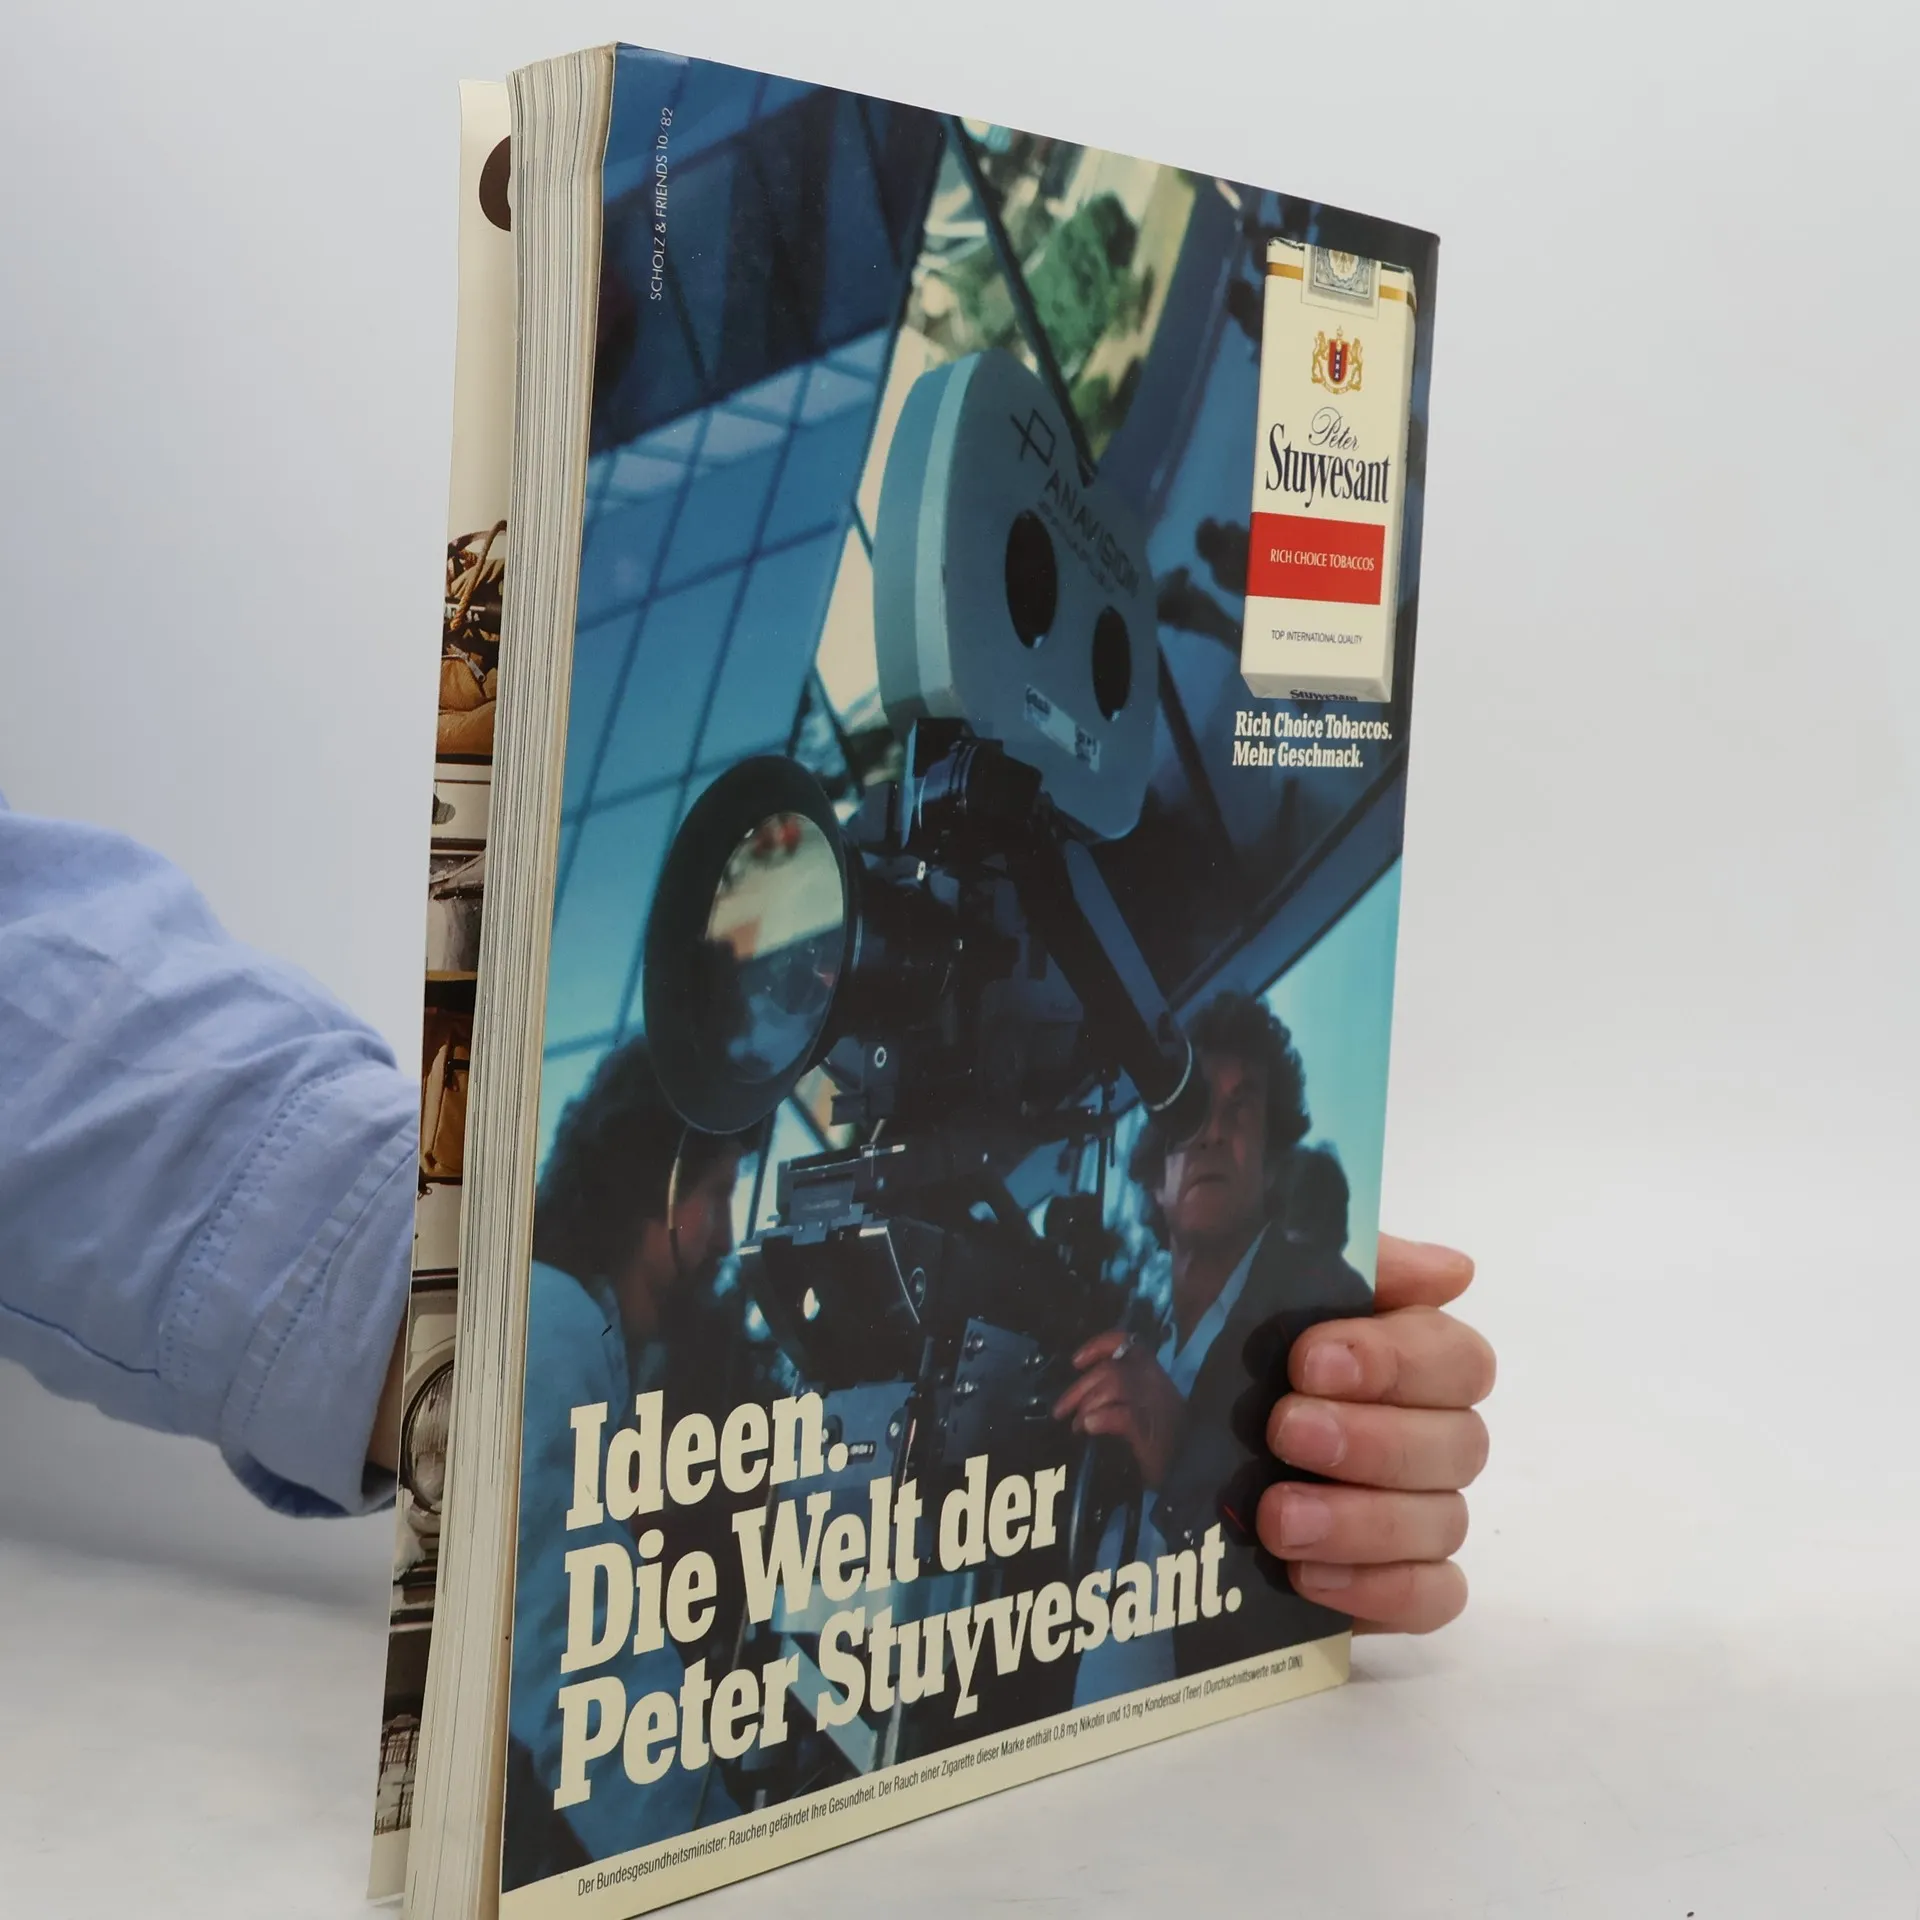 SCHOLZ & FRIENDS 10/82
PANAVISION
Peter
Stuyvesant
RICH CHOICE TOBACCOS
TOP INTERNATIONAL QUALITY
Stuyvesant
Rich Choice Tobaccos.
Mehr Geschmack.
Ideen.
Die Welt der
Peter Stuyvesant.
Der Bundesgesundheitsminister: Rauchen gefährdet Ihre Gesundheit. Der Rauch einer Zigarette dieser Marke enthält 0,8 mg Nikotin und 13 mg Kondensat (Teer) (Durchschnittswerte nach DIN).